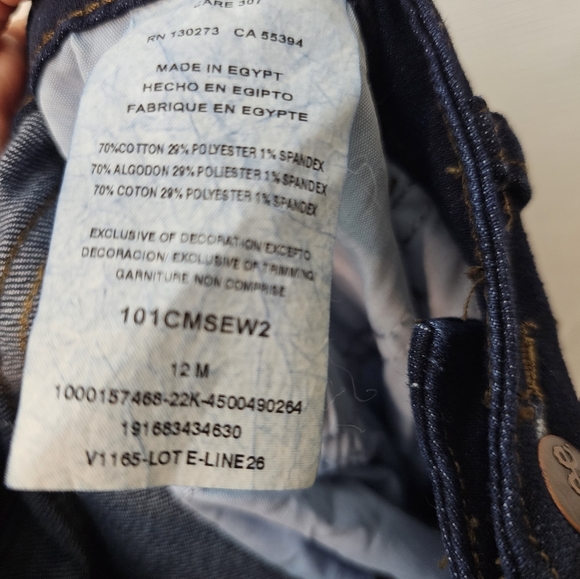 RN 130273 CA 55394
MADE IN EGYPT
HECHO EN EGIPTO
FABRIQUE EN EGYPTE
70%COTTON 29% POLYESTER 1% SPANDEX
70% ALGODON 29% POLIESTER 1% SPANDEX
70% COTON 29% POLYESTER 1% SPANDEX
EXCLUSIVE OF DECORATION/EXCEPTO
DECORACION/ EXCLUSIVE OF TRIMMING
GARNITURE NON COMPRISE
101CMSEW2
12 M
1000157468-22K-4500490264
191683434630
V1165-LOT E-LINE26